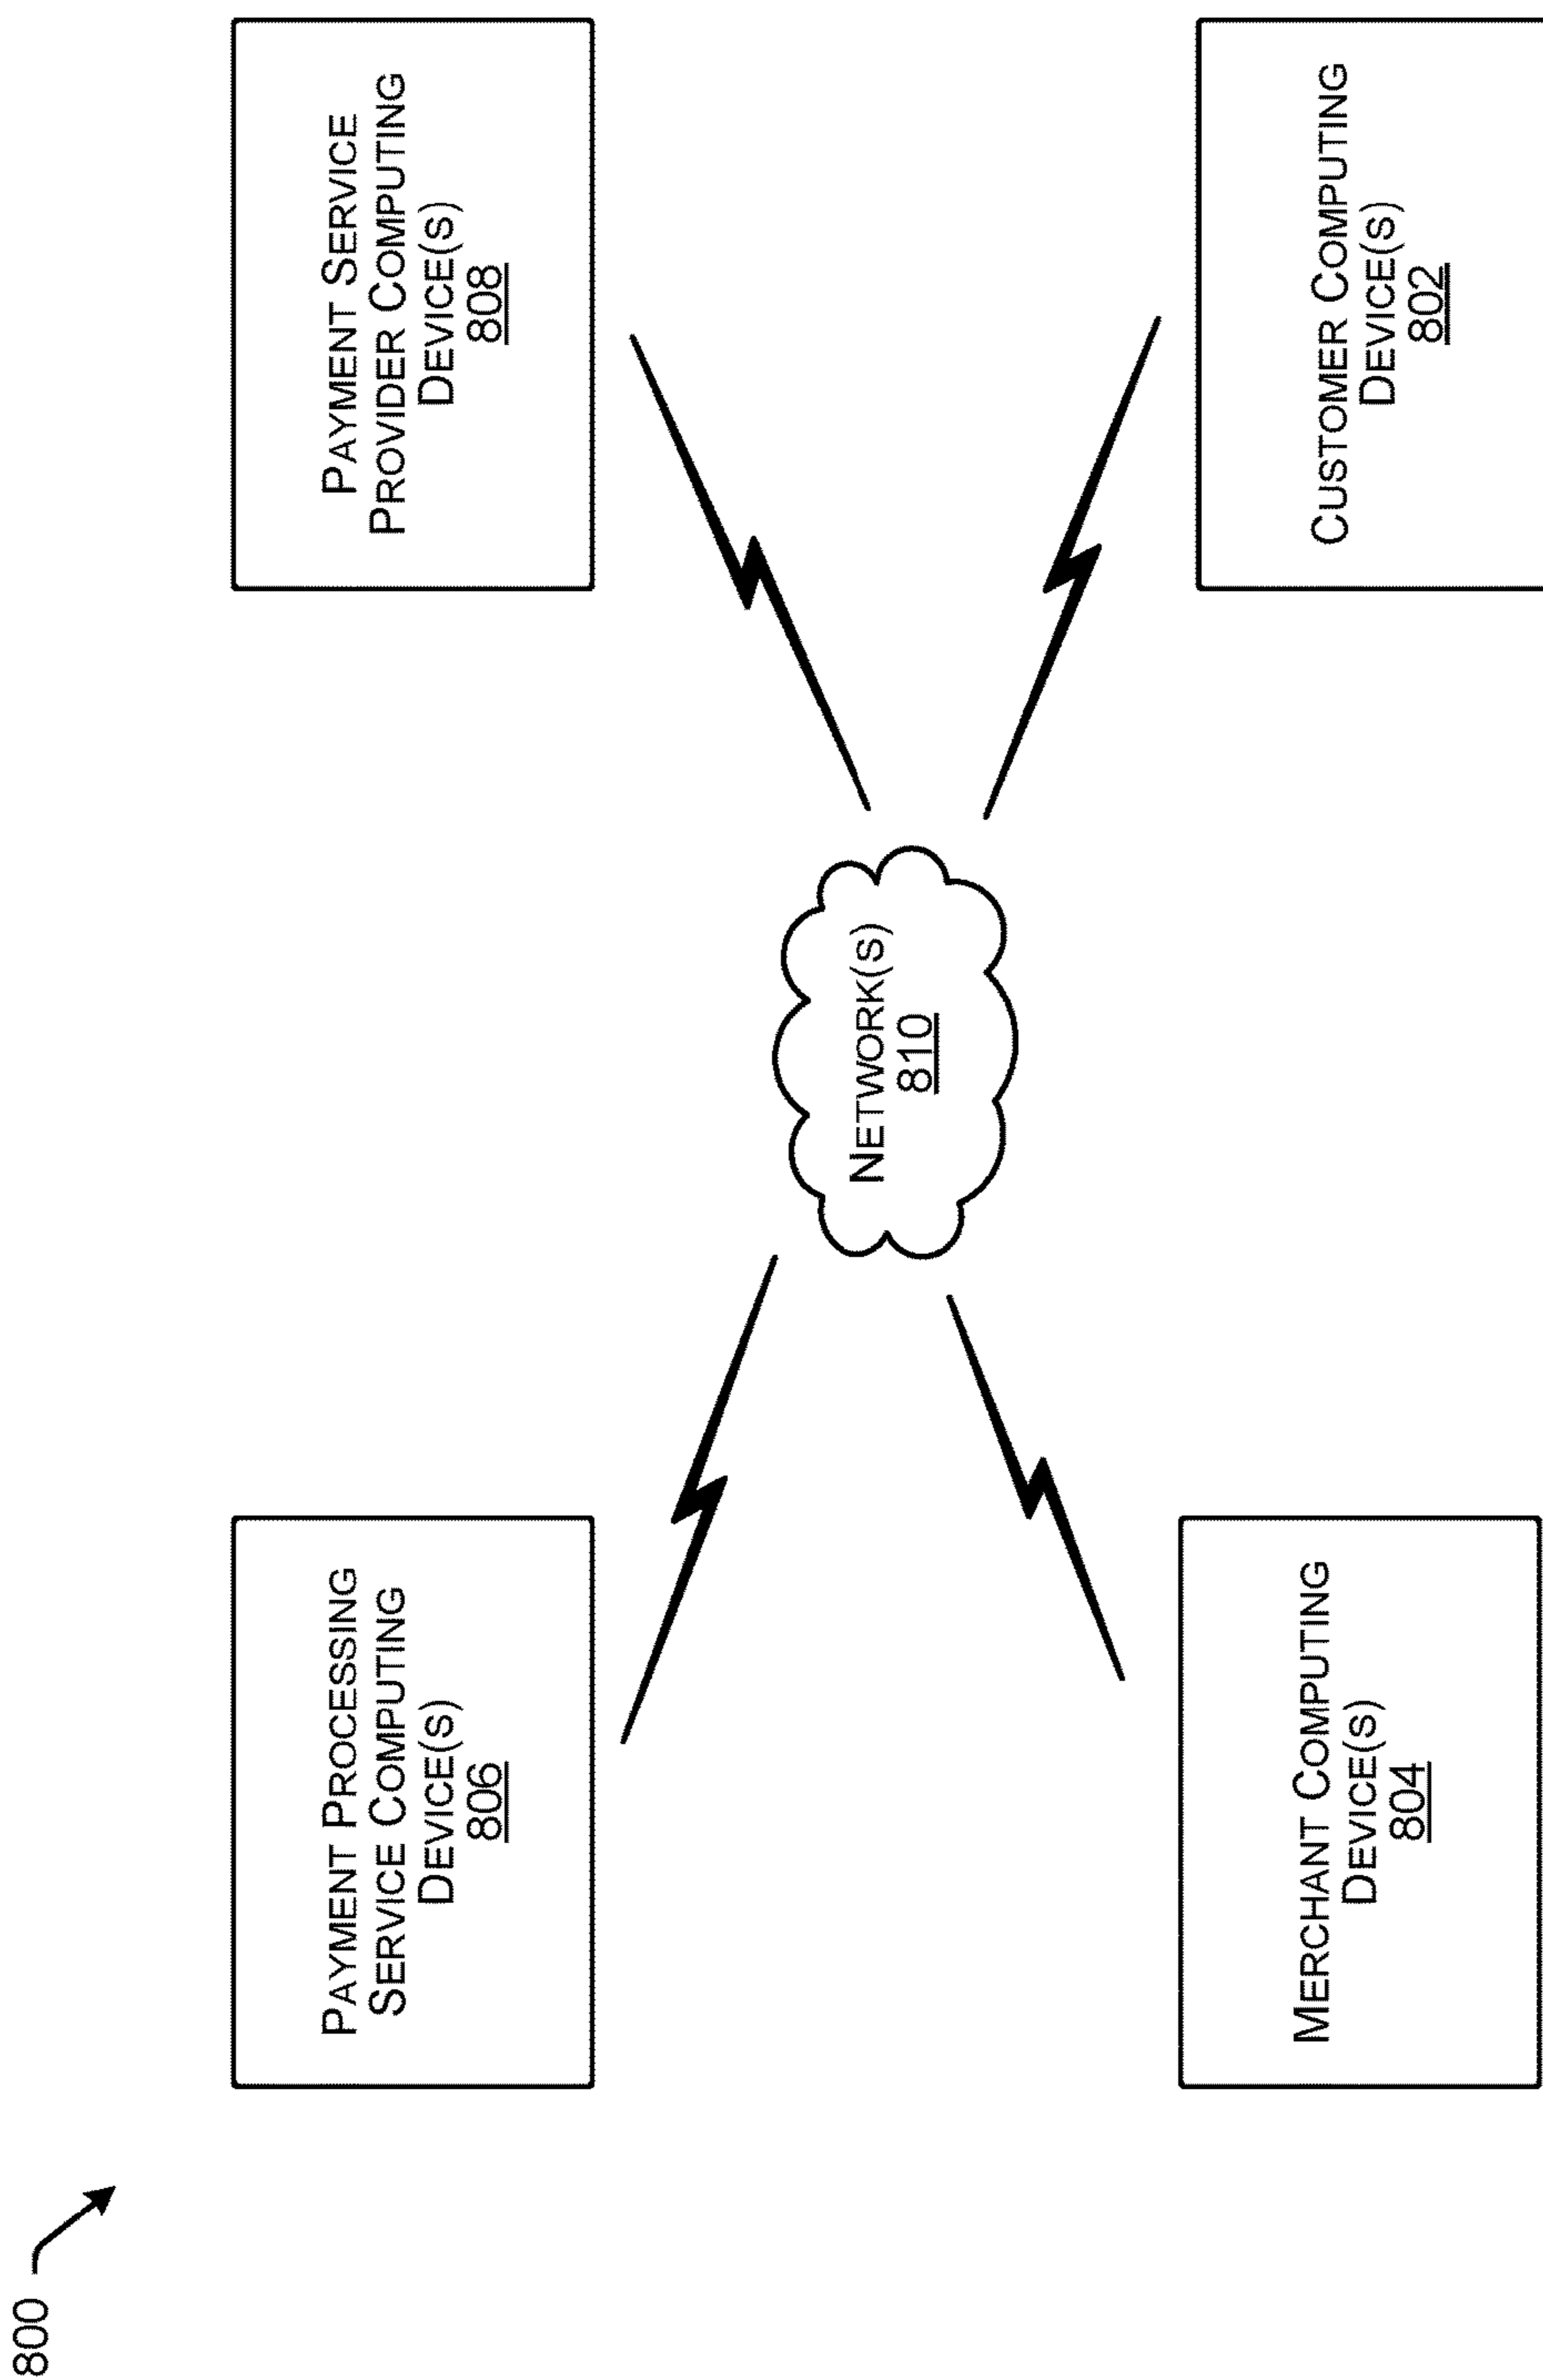 800
PAYMENT PROCESSING
SERVICE COMPUTING
DEVICE(S)
806
PAYMENT SERVICE
PROVIDER COMPUTING
DEVICE(S)
808
NETWORK(S)
810
MERCHANT COMPUTING
DEVICE(S)
804
CUSTOMER COMPUTING
DEVICE(S)
802